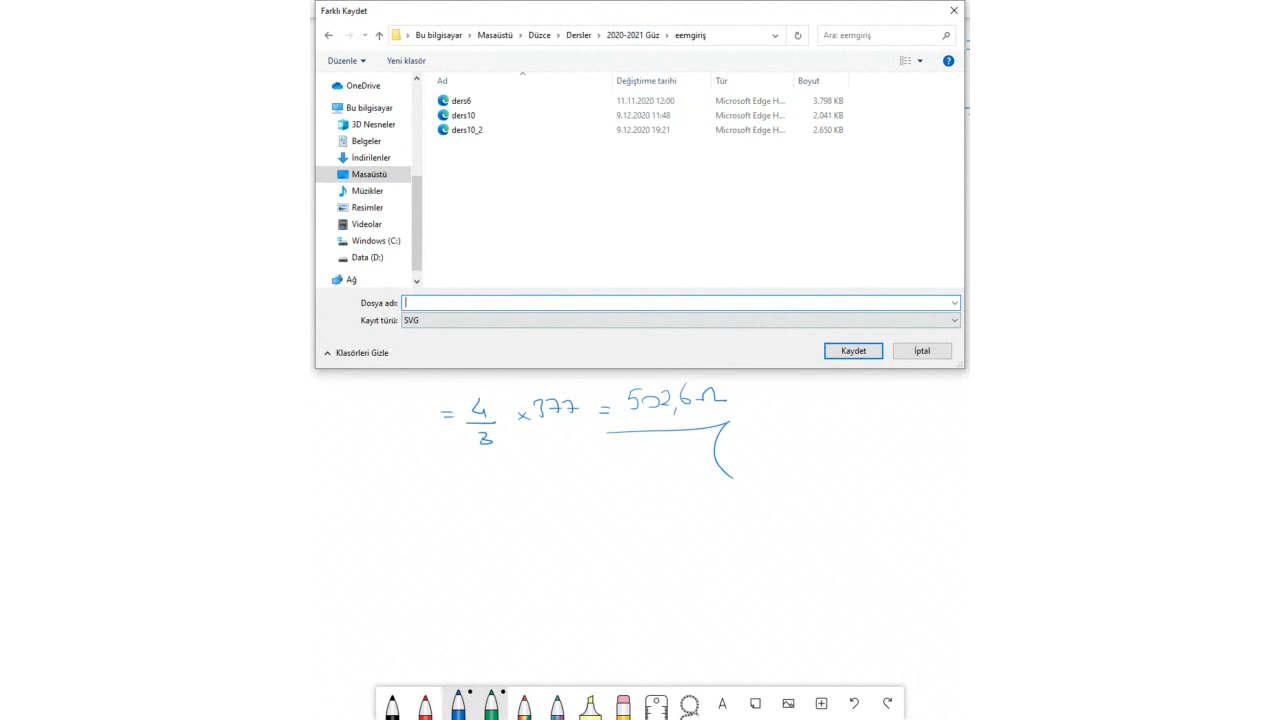 Farklı Kaydet
Bu bilgisayar > Masaüstü > Düzce > Dersler > 2020-2021 Güz > eemgiriş
Ara: eemgiriş
Düzenle Yeni klasör
Ad Değiştirme tarihi Tür Boyut
OneDrive
Bu bilgisayar
3D Nesneler
Belgeler
İndirilenler
Masaüstü
Müzikler
Resimler
Videolar
Windows (C:)
Data (D:)
Ağ
ders6 11.11.2020 12:00 Microsoft Edge H... 3.798 KB
ders10 9.12.2020 11:48 Microsoft Edge H... 2.041 KB
ders10_2 9.12.2020 19:21 Microsoft Edge H... 2.650 KB
Dosya adı:
Kayıt türü: SVG
Klasörleri Gizle
Kaydet İptal
= 4/3 × 377 = 502,6 Ω
A